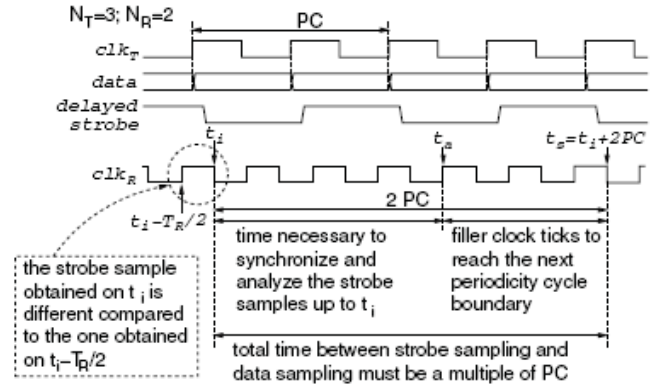 N_T=3; N_R=2
PC
clk_T
data
delayed
strobe
t_i
t_a
t_s=t_i+2PC
clk_R
t_i-T_R/2
2 PC
time necessary to
synchronize and
analyze the strobe
samples up to t_i
filler clock ticks to
reach the next
periodicity cycle
boundary
the strobe sample
obtained on t_i is
different compared
to the one obtained
on t_i-T_R/2
total time between strobe sampling and
data sampling must be a multiple of PC